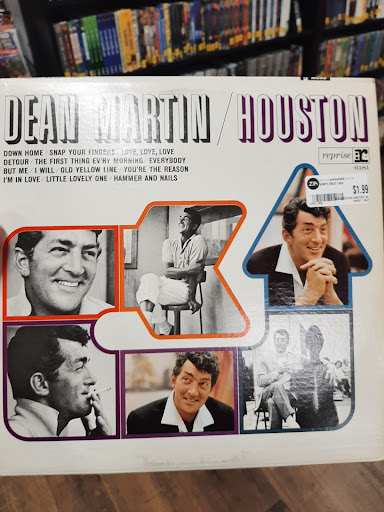 DEAN MARTIN / HOUSTON
DOWN HOME / SNAP YOUR FINGERS / LOVE, LOVE, LOVE
DETOUR / THE FIRST THING EV'RY MORNING / EVERYBODY
BUT ME / I WILL / OLD YELLOW LINE / YOU'RE THE REASON
I'M IN LOVE / LITTLE LOVELY ONE / HAMMER AND NAILS
reprise
$1.99